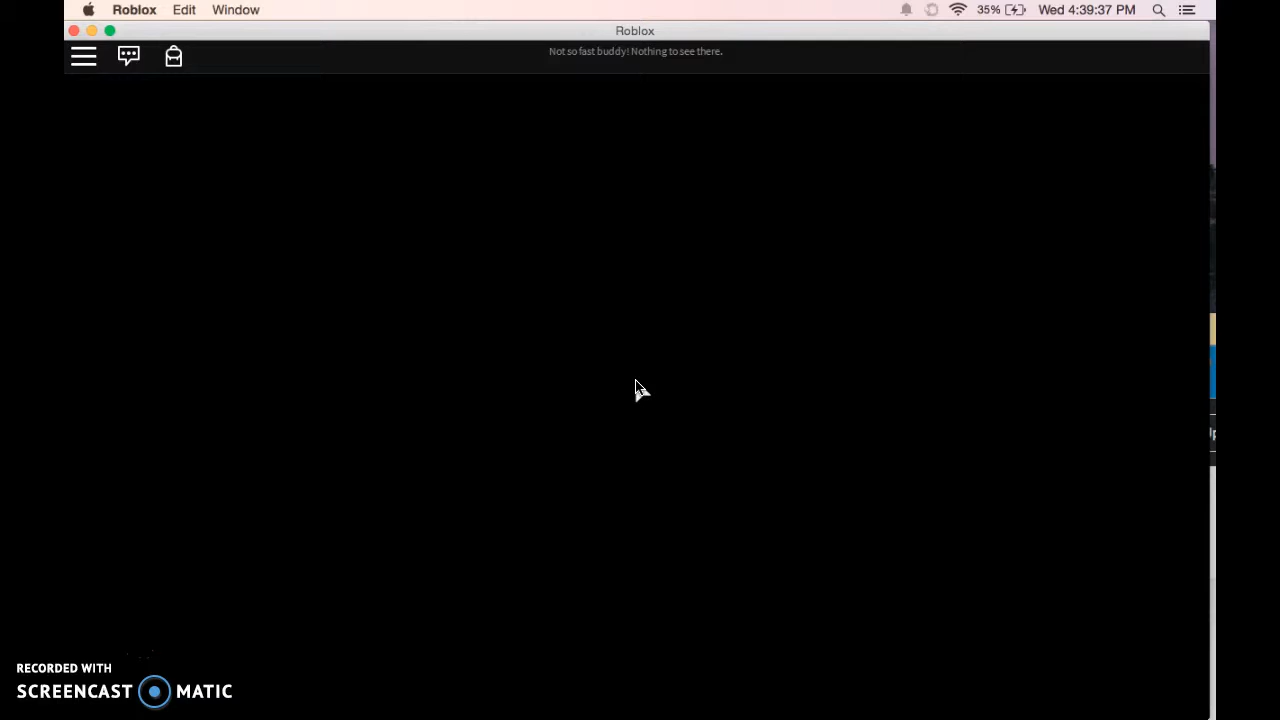 Roblox Edit Window 35% Wed 4:39:37 PM
Roblox
Not so fast buddy! Nothing to see there.
RECORDED WITH
SCREENCAST MATIC